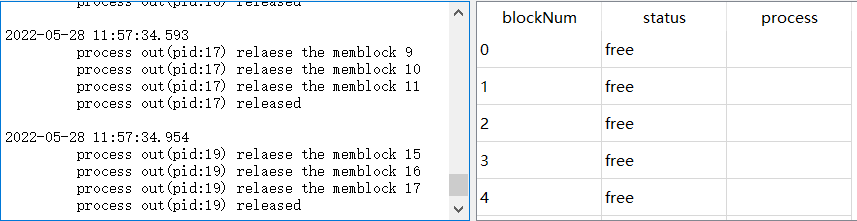 process out(pid:16) released
2022-05-28 11:57:34.593
process out(pid:17) relaese the memblock 9
process out(pid:17) relaese the memblock 10
process out(pid:17) relaese the memblock 11
process out(pid:17) released
2022-05-28 11:57:34.954
process out(pid:19) relaese the memblock 15
process out(pid:19) relaese the memblock 16
process out(pid:19) relaese the memblock 17
process out(pid:19) released
blockNum status process
0 free
1 free
2 free
3 free
4 free